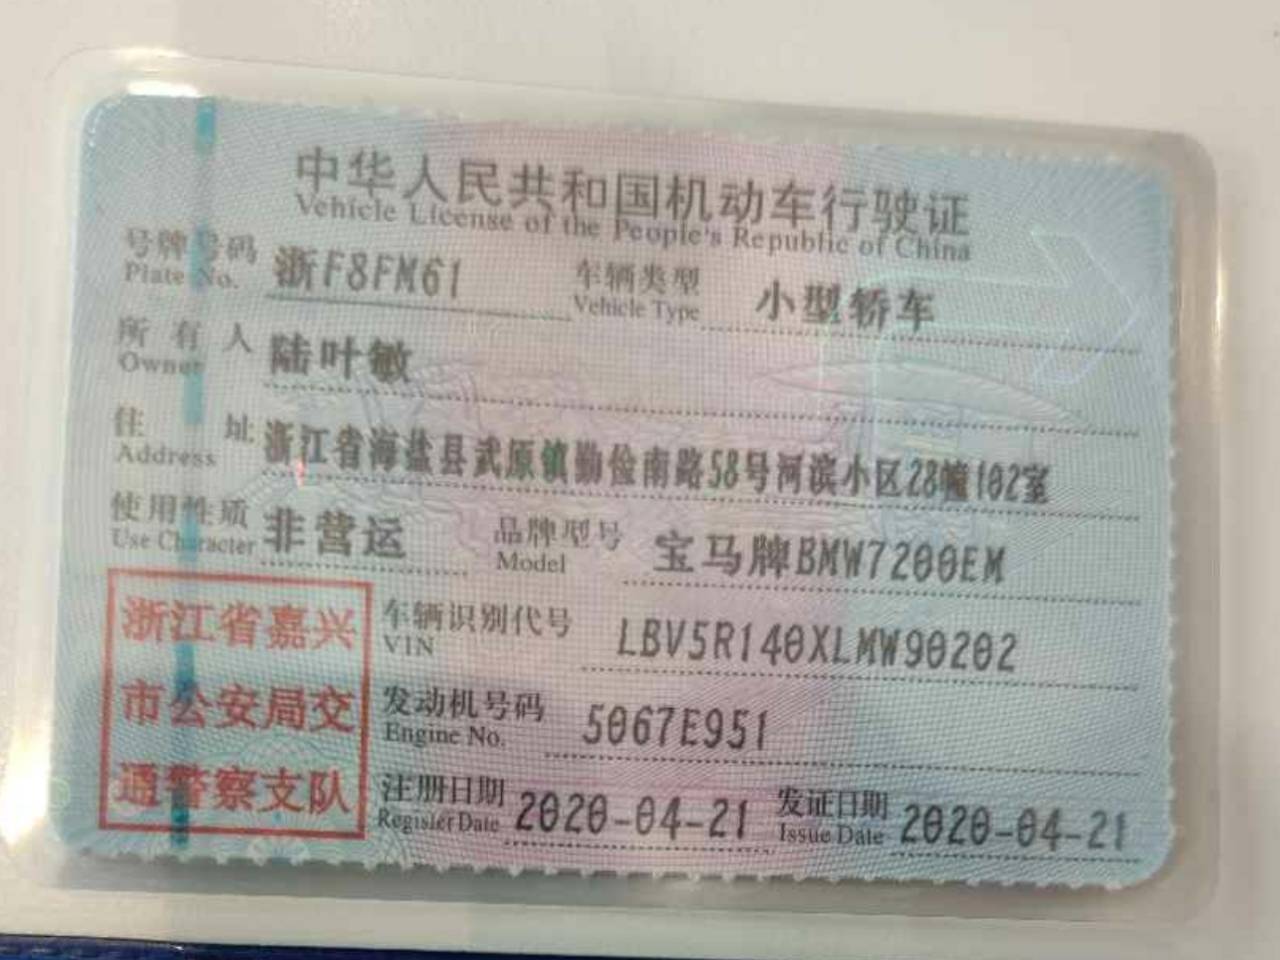 中华人民共和国机动车行驶证
Vehicle License of the People's Republic of China
号牌号码 浙F8FM61 车辆类型 小型轿车
Plate No. Vehicle Type
所有人 陆叶敏
Owner
住址 浙江省海盐县武原镇勤俭南路58号河滨小区28幢102室
Address
使用性质 非营运 品牌型号 宝马牌BMW7200EM
Use Character Model
浙江省嘉兴
市公安局交
通警察支队
车辆识别代号 LBV5R140XLMW90202
VIN
发动机号码 5067E951
Engine No.
注册日期 2020-04-21 发证日期 2020-04-21
Register Date Issue Date